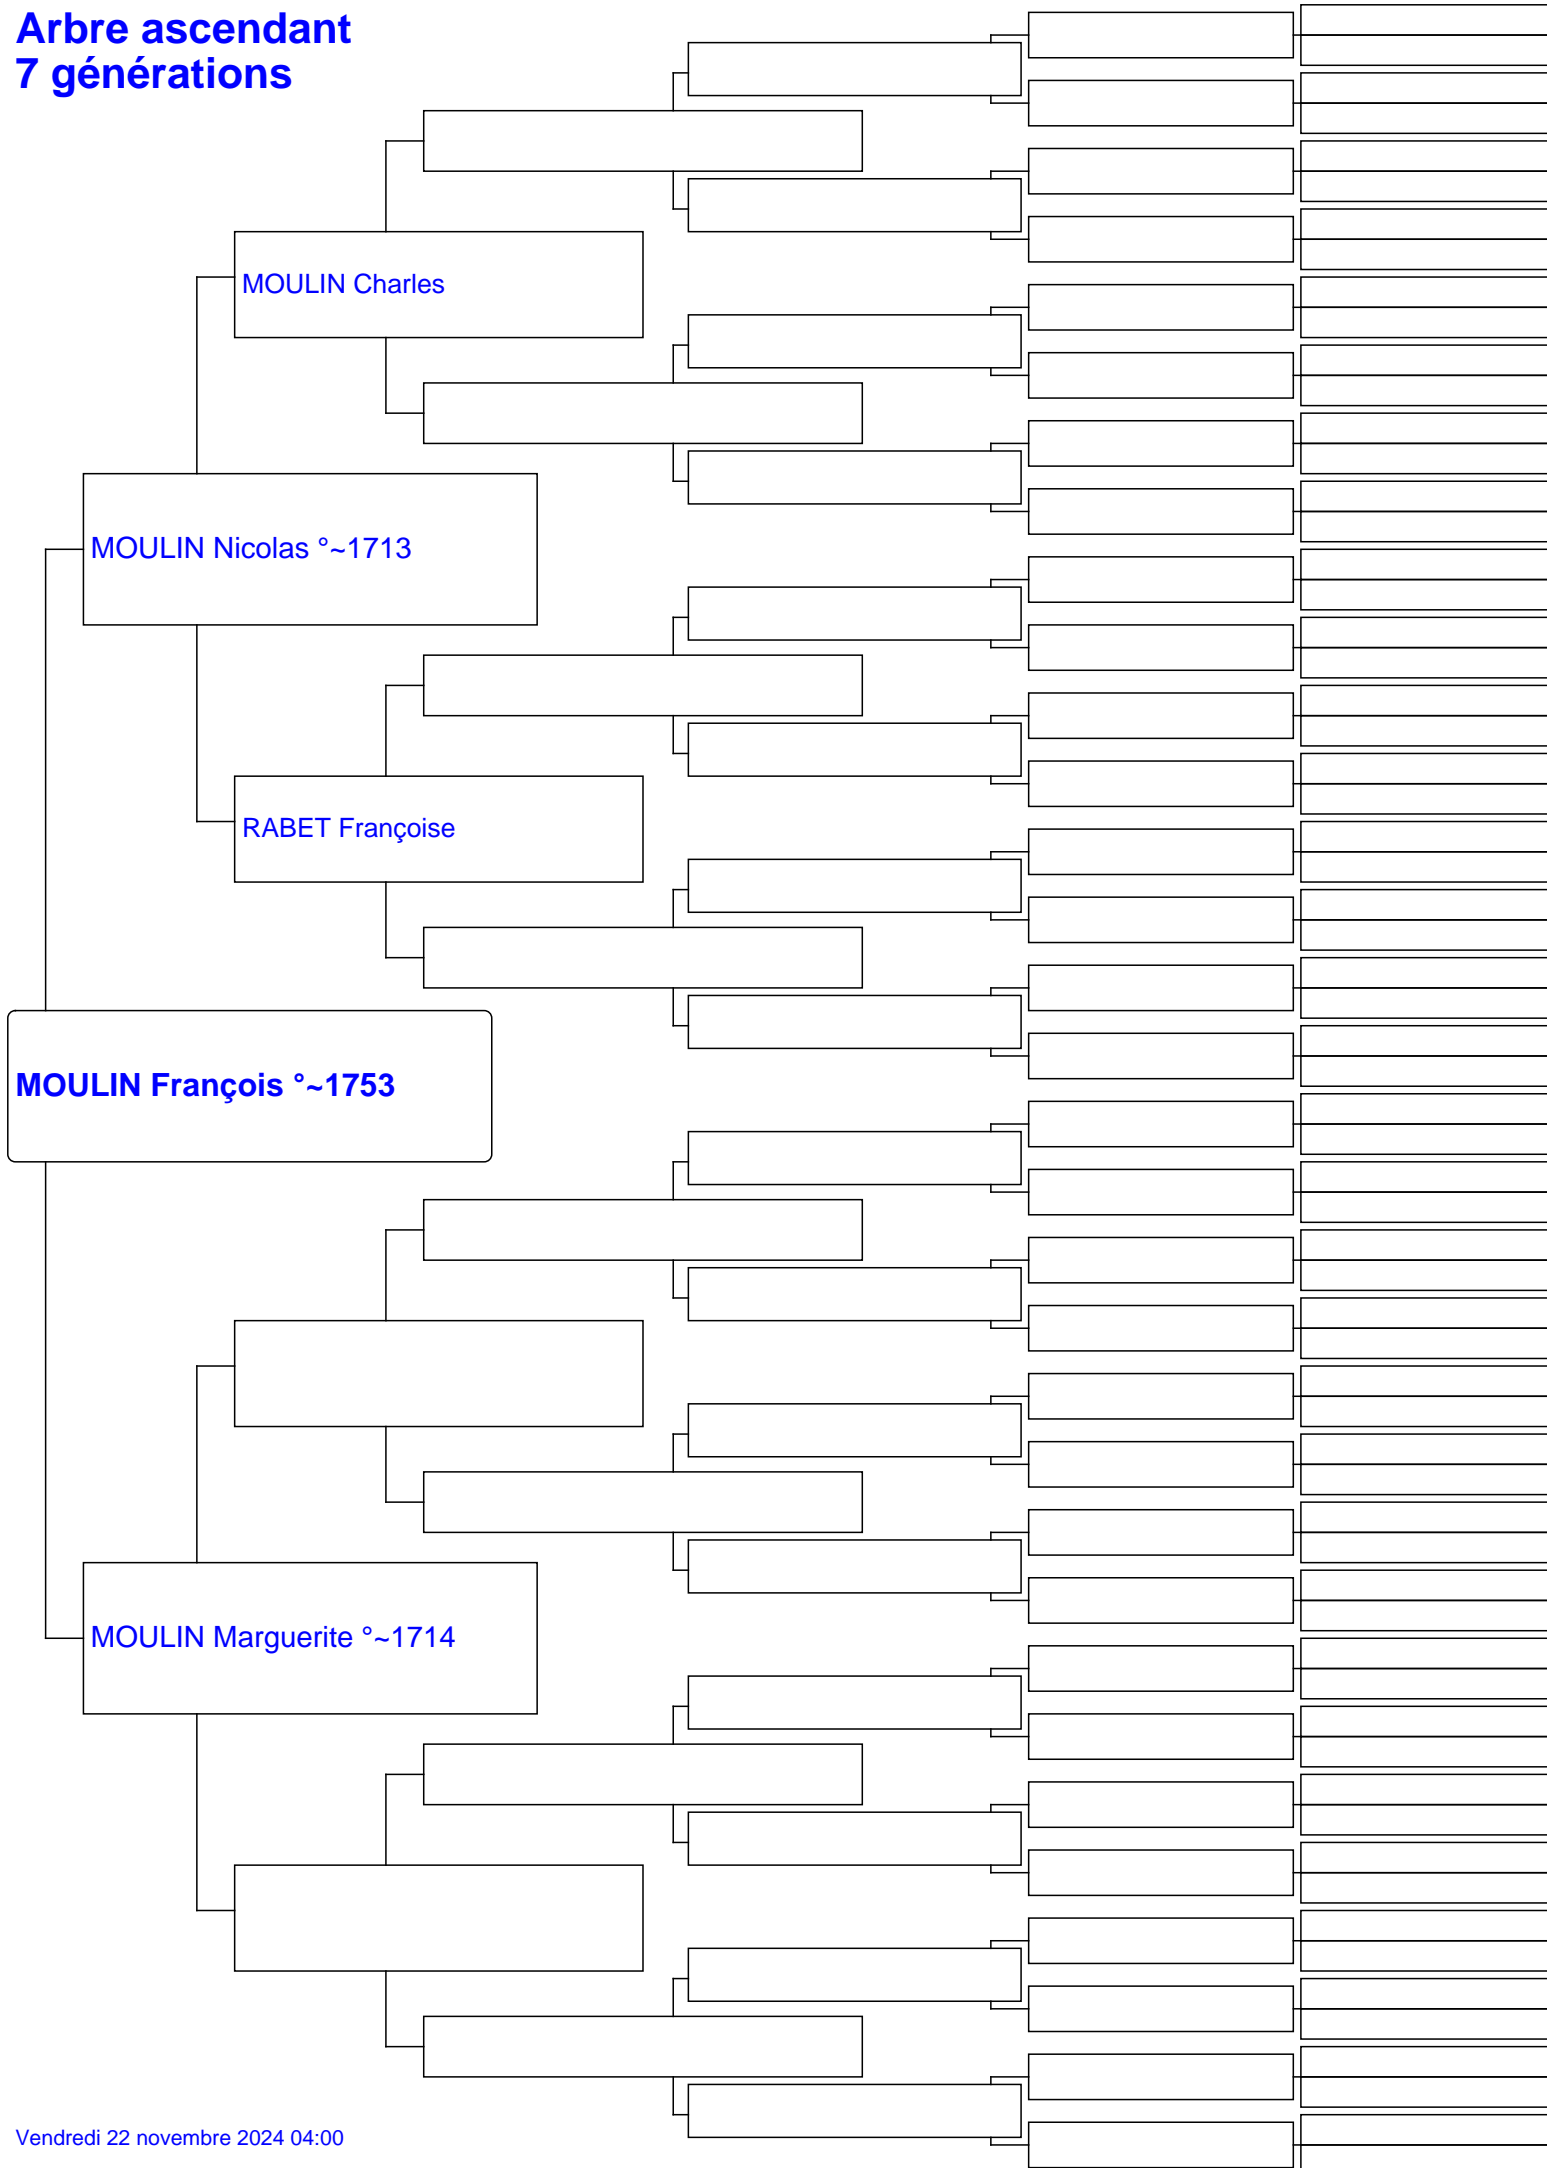 Arbre ascendant
7 générations
MOULIN Charles
MOULIN Nicolas °~1713
RABET Françoise
MOULIN François °~1753
MOULIN Marguerite °~1714
Vendredi 22 novembre 2024 04:00